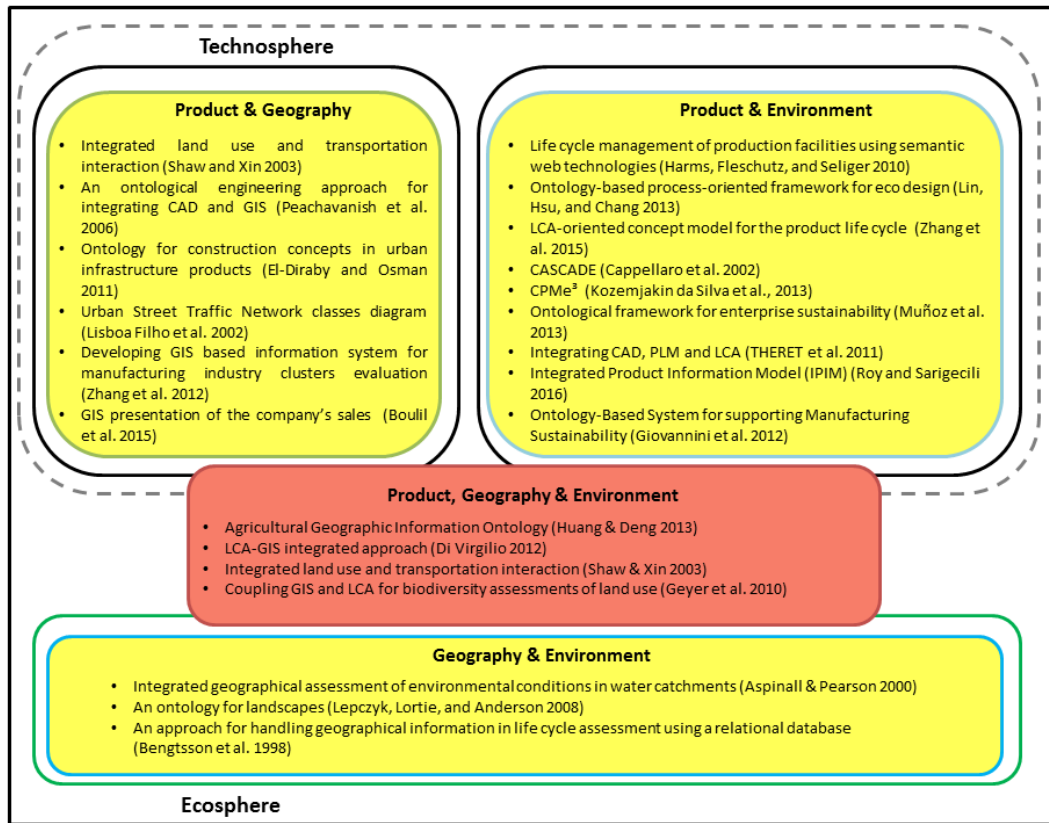 Technosphere
Product & Geography
• Integrated land use and transportation
interaction (Shaw and Xin 2003)
• An ontological engineering approach for
integrating CAD and GIS (Peachavanish et al.
2006)
• Ontology for construction concepts in urban
infrastructure products (El-Diraby and Osman
2011)
• Urban Street Traffic Network classes diagram
(Lisboa Filho et al. 2002)
• Developing GIS based information system for
manufacturing industry clusters evaluation
(Zhang et al. 2012)
• GIS presentation of the company's sales (Boulil
et al. 2015)
Product & Environment
• Life cycle management of production facilities using semantic
web technologies (Harms, Fleschutz, and Seliger 2010)
• Ontology-based process-oriented framework for eco design (Lin,
Hsu, and Chang 2013)
• LCA-oriented concept model for the product life cycle (Zhang
et al. 2015)
• CASCADE (Cappellaro et al. 2002)
• CPMe³ (Kozemjakin da Silva et al., 2013)
• Ontological framework for enterprise sustainability (Muñoz et al.
2013)
• Integrating CAD, PLM and LCA (THERET et al. 2011)
• Integrated Product Information Model (IPIM) (Roy and Sarigecili
2016)
• Ontology-Based System for supporting Manufacturing
Sustainability (Giovannini et al. 2012)
Product, Geography & Environment
• Agricultural Geographic Information Ontology (Huang & Deng 2013)
• LCA-GIS integrated approach (Di Virgilio 2012)
• Integrated land use and transportation interaction (Shaw & Xin 2003)
• Coupling GIS and LCA for biodiversity assessments of land use (Geyer et al. 2010)
Geography & Environment
• Integrated geographical assessment of environmental conditions in water catchments (Aspinall & Pearson 2000)
• An ontology for landscapes (Lepczyk, Lortie, and Anderson 2008)
• An approach for handling geographical information in life cycle assessment using a relational database
(Bengtsson et al. 1998)
Ecosphere